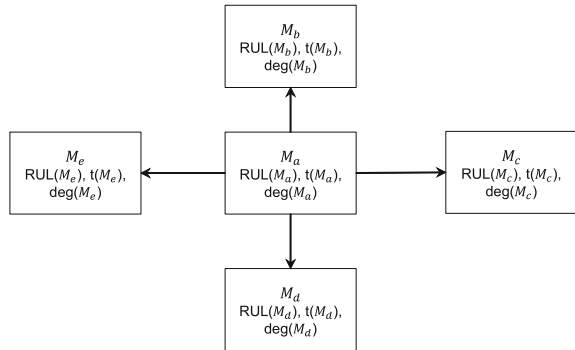 M_b
RUL(M_b), t(M_b),
deg(M_b)
M_e
RUL(M_e), t(M_e),
deg(M_e)
M_a
RUL(M_a), t(M_a),
deg(M_a)
M_c
RUL(M_c), t(M_c),
deg(M_c)
M_d
RUL(M_d), t(M_d),
deg(M_d)